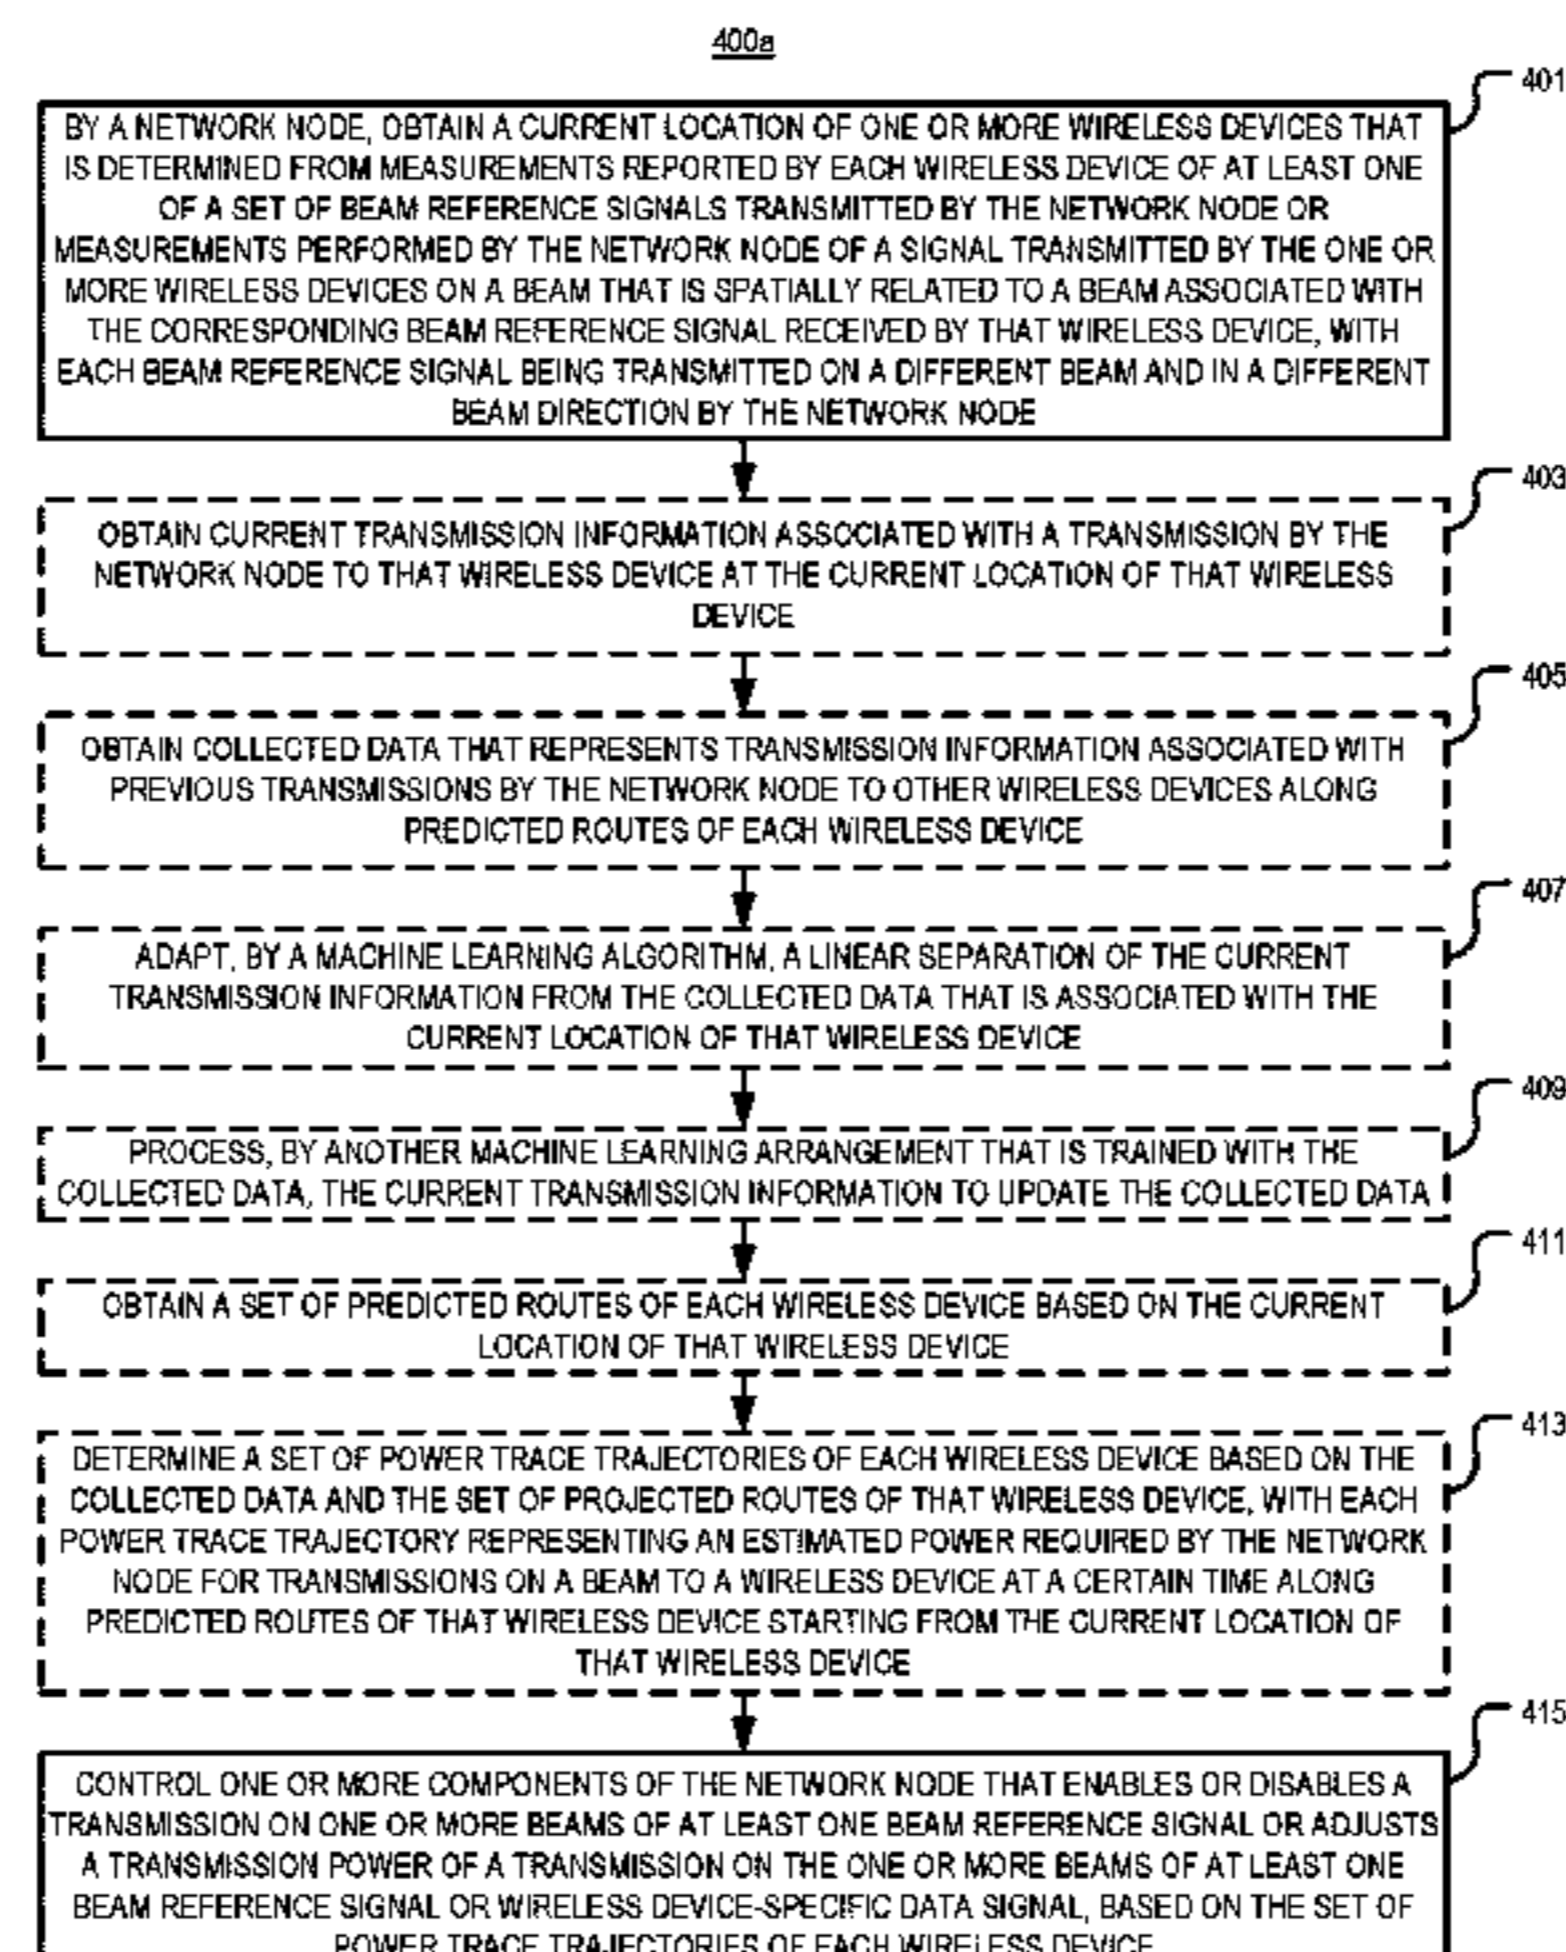 400a
401
BY A NETWORK NODE, OBTAIN A CURRENT LOCATION OF ONE OR MORE WIRELESS DEVICES THAT
IS DETERMINED FROM MEASUREMENTS REPORTED BY EACH WIRELESS DEVICE OF AT LEAST ONE
OF A SET OF BEAM REFERENCE SIGNALS TRANSMITTED BY THE NETWORK NODE OR
MEASUREMENTS PERFORMED BY THE NETWORK NODE OF A SIGNAL TRANSMITTED BY THE ONE OR
MORE WIRELESS DEVICES ON A BEAM THAT IS SPATIALLY RELATED TO A BEAM ASSOCIATED WITH
THE CORRESPONDING BEAM REFERENCE SIGNAL RECEIVED BY THAT WIRELESS DEVICE, WITH
EACH BEAM REFERENCE SIGNAL BEING TRANSMITTED ON A DIFFERENT BEAM AND IN A DIFFERENT
BEAM DIRECTION BY THE NETWORK NODE
403
OBTAIN CURRENT TRANSMISSION INFORMATION ASSOCIATED WITH A TRANSMISSION BY THE
NETWORK NODE TO THAT WIRELESS DEVICE AT THE CURRENT LOCATION OF THAT WIRELESS
DEVICE
405
OBTAIN COLLECTED DATA THAT REPRESENTS TRANSMISSION INFORMATION ASSOCIATED WITH
PREVIOUS TRANSMISSIONS BY THE NETWORK NODE TO OTHER WIRELESS DEVICES ALONG
PREDICTED ROUTES OF EACH WIRELESS DEVICE
407
ADAPT, BY A MACHINE LEARNING ALGORITHM, A LINEAR SEPARATION OF THE CURRENT
TRANSMISSION INFORMATION FROM THE COLLECTED DATA THAT IS ASSOCIATED WITH THE
CURRENT LOCATION OF THAT WIRELESS DEVICE
409
PROCESS, BY ANOTHER MACHINE LEARNING ARRANGEMENT THAT IS TRAINED WITH THE
COLLECTED DATA, THE CURRENT TRANSMISSION INFORMATION TO UPDATE THE COLLECTED DATA
411
OBTAIN A SET OF PREDICTED ROUTES OF EACH WIRELESS DEVICE BASED ON THE CURRENT
LOCATION OF THAT WIRELESS DEVICE
413
DETERMINE A SET OF POWER TRACE TRAJECTORIES OF EACH WIRELESS DEVICE BASED ON THE
COLLECTED DATA AND THE SET OF PROJECTED ROUTES OF THAT WIRELESS DEVICE, WITH EACH
POWER TRACE TRAJECTORY REPRESENTING AN ESTIMATED POWER REQUIRED BY THE NETWORK
NODE FOR TRANSMISSIONS ON A BEAM TO A WIRELESS DEVICE AT A CERTAIN TIME ALONG
PREDICTED ROUTES OF THAT WIRELESS DEVICE STARTING FROM THE CURRENT LOCATION OF
THAT WIRELESS DEVICE
415
CONTROL ONE OR MORE COMPONENTS OF THE NETWORK NODE THAT ENABLES OR DISABLES A
TRANSMISSION ON ONE OR MORE BEAMS OF AT LEAST ONE BEAM REFERENCE SIGNAL OR ADJUSTS
A TRANSMISSION POWER OF A TRANSMISSION ON THE ONE OR MORE BEAMS OF AT LEAST ONE
BEAM REFERENCE SIGNAL OR WIRELESS DEVICE-SPECIFIC DATA SIGNAL, BASED ON THE SET OF
POWER TRACE TRAJECTORIES OF EACH WIRELESS DEVICE